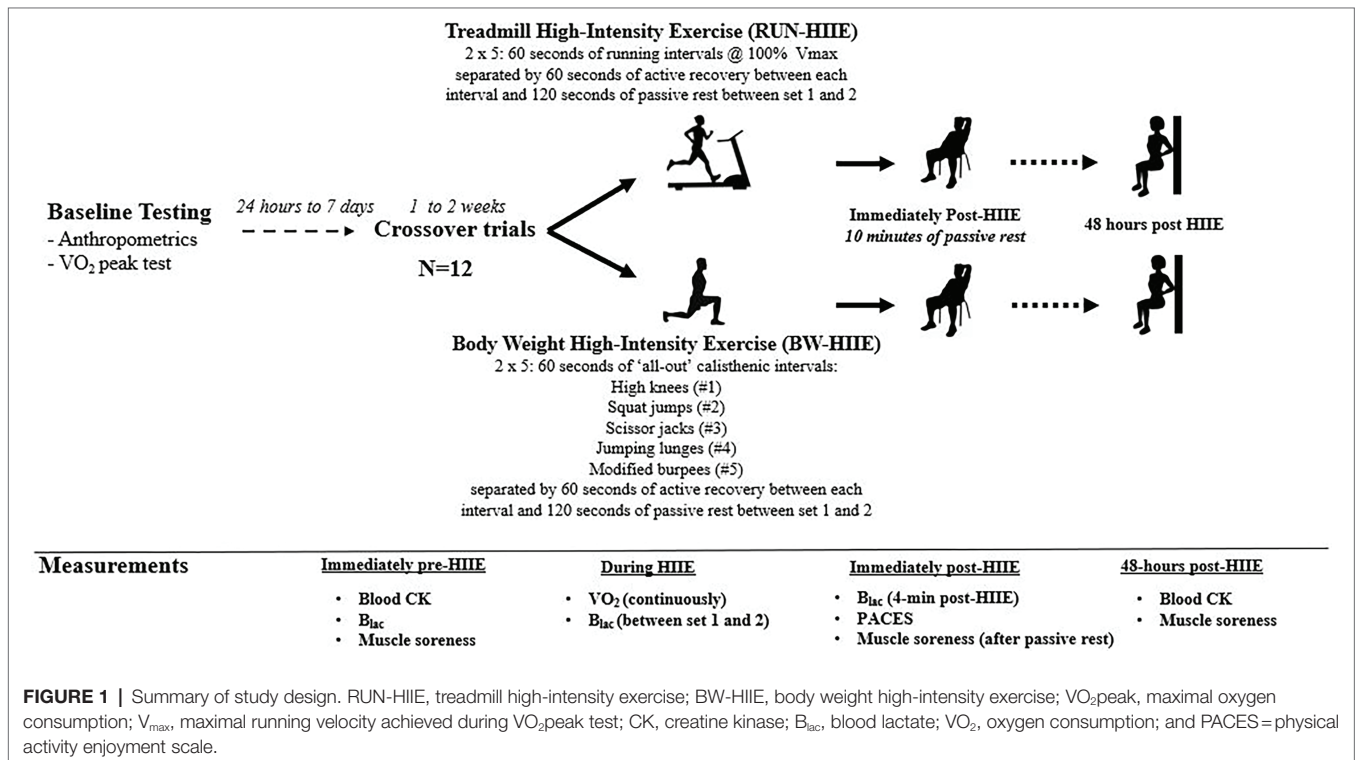 Treadmill High-Intensity Exercise (RUN-HIIE)
2 x 5: 60 seconds of running intervals @ 100% Vmax
separated by 60 seconds of active recovery between each
interval and 120 seconds of passive rest between set 1 and 2
Baseline Testing
- Anthropometrics
- VO₂ peak test
24 hours to 7 days
1 to 2 weeks
Crossover trials
N=12
Immediately Post-HIIE
10 minutes of passive rest
48 hours post HIIE
Body Weight High-Intensity Exercise (BW-HIIE)
2 x 5: 60 seconds of ‘all-out’ calisthenic intervals:
High knees (#1)
Squat jumps (#2)
Scissor jacks (#3)
Jumping lunges (#4)
Modified burpees (#5)
separated by 60 seconds of active recovery between each
interval and 120 seconds of passive rest between set 1 and 2
Measurements
Immediately pre-HIIE
• Blood CK
• Blac
• Muscle soreness
During HIIE
• VO₂ (continuously)
• Blac (between set 1 and 2)
Immediately post-HIIE
• Blac (4-min post-HIIE)
• PACES
• Muscle soreness (after passive rest)
48-hours post-HIIE
• Blood CK
• Muscle soreness
FIGURE 1 | Summary of study design. RUN-HIIE, treadmill high-intensity exercise; BW-HIIE, body weight high-intensity exercise; VO₂peak, maximal oxygen
consumption; Vmax, maximal running velocity achieved during VO₂peak test; CK, creatine kinase; Blac, blood lactate; VO₂, oxygen consumption; and PACES = physical
activity enjoyment scale.